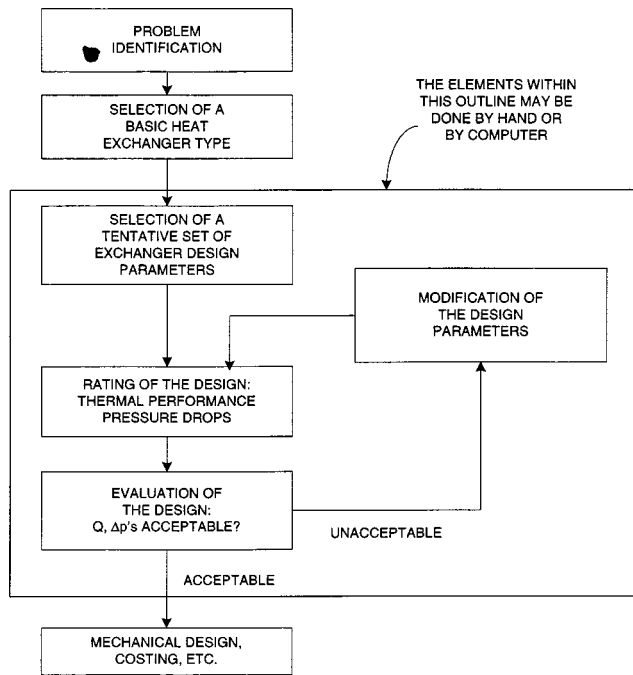 PROBLEM
IDENTIFICATION
SELECTION OF A
BASIC HEAT
EXCHANGER TYPE
THE ELEMENTS WITHIN
THIS OUTLINE MAY BE
DONE BY HAND OR
BY COMPUTER
SELECTION OF A
TENTATIVE SET OF
EXCHANGER DESIGN
PARAMETERS
MODIFICATION OF
THE DESIGN
PARAMETERS
RATING OF THE DESIGN:
THERMAL PERFORMANCE
PRESSURE DROPS
EVALUATION OF
THE DESIGN:
Q, Δp's ACCEPTABLE?
UNACCEPTABLE
ACCEPTABLE
MECHANICAL DESIGN,
COSTING, ETC.